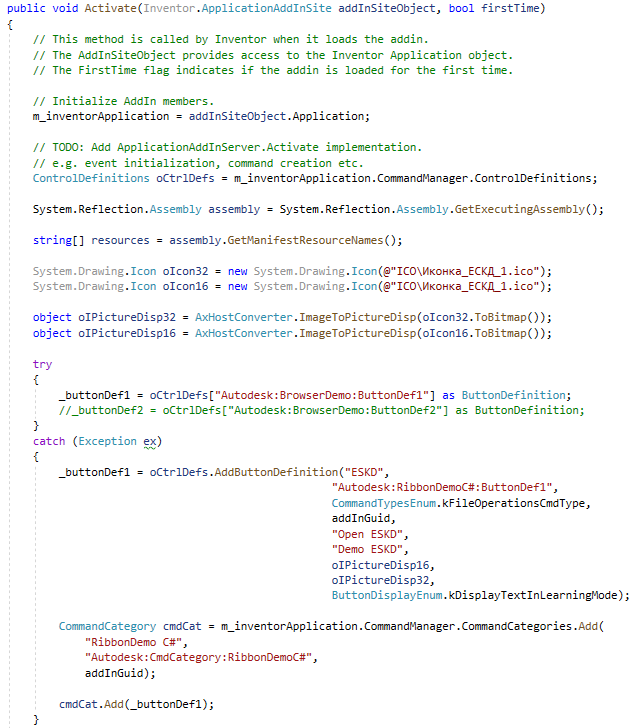 public void Activate(Inventor.ApplicationAddInSite addInSiteObject, bool firstTime)
{
// This method is called by Inventor when it loads the addin.
// The AddInSiteObject provides access to the Inventor Application object.
// The FirstTime flag indicates if the addin is loaded for the first time.
// Initialize AddIn members.
m_inventorApplication = addInSiteObject.Application;
// TODO: Add ApplicationAddInServer.Activate implementation.
// e.g. event initialization, command creation etc.
ControlDefinitions oCtrlDefs = m_inventorApplication.CommandManager.ControlDefinitions;
System.Reflection.Assembly assembly = System.Reflection.Assembly.GetExecutingAssembly();
string[] resources = assembly.GetManifestResourceNames();
System.Drawing.Icon oIcon32 = new System.Drawing.Icon(@"ICO\Иконка_ЕСКД_1.ico");
System.Drawing.Icon oIcon16 = new System.Drawing.Icon(@"ICO\Иконка_ЕСКД_1.ico");
object oIPictureDisp32 = AxHostConverter.ImageToPictureDisp(oIcon32.ToBitmap());
object oIPictureDisp16 = AxHostConverter.ImageToPictureDisp(oIcon16.ToBitmap());
try
{
_buttonDef1 = oCtrlDefs["Autodesk:BrowserDemo:ButtonDef1"] as ButtonDefinition;
//_buttonDef2 = oCtrlDefs["Autodesk:BrowserDemo:ButtonDef2"] as ButtonDefinition;
}
catch (Exception ex)
{
_buttonDef1 = oCtrlDefs.AddButtonDefinition("ESKD",
"Autodesk:RibbonDemoC#:ButtonDef1",
CommandTypesEnum.kFileOperationsCmdType,
addInGuid,
"Open ESKD",
"Demo ESKD",
oIPictureDisp16,
oIPictureDisp32,
ButtonDisplayEnum.kDisplayTextInLearningMode);
CommandCategory cmdCat = m_inventorApplication.CommandManager.CommandCategories.Add(
"RibbonDemo C#",
"Autodesk:CmdCategory:RibbonDemoC#",
addInGuid);
cmdCat.Add(_buttonDef1);
}